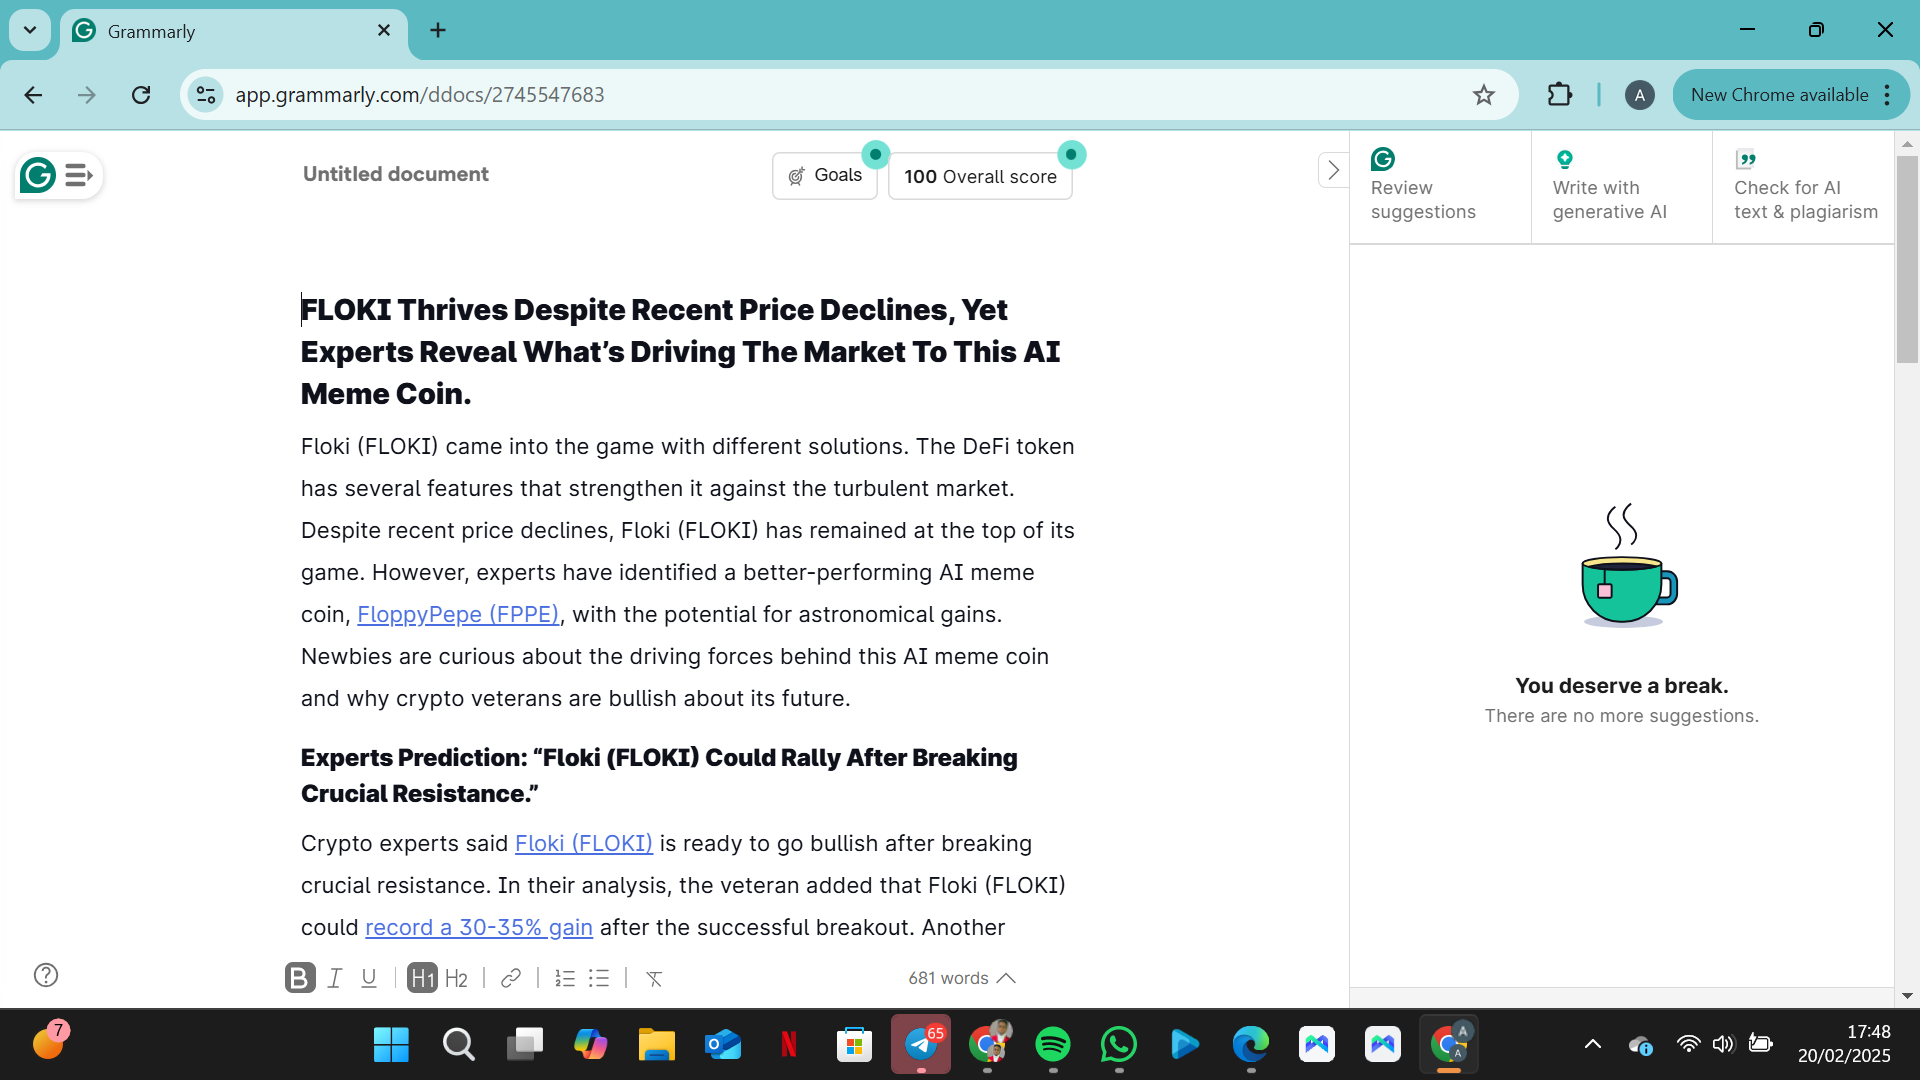 Grammarly
app.grammarly.com/ddocs/2745547683
A
New Chrome available
Untitled document
Goals
100 Overall score
Review suggestions
Write with generative AI
Check for AI text & plagiarism
FLOKI Thrives Despite Recent Price Declines, Yet
Experts Reveal What’s Driving The Market To This AI
Meme Coin.
Floki (FLOKI) came into the game with different solutions. The DeFi token
has several features that strengthen it against the turbulent market.
Despite recent price declines, Floki (FLOKI) has remained at the top of its
game. However, experts have identified a better-performing AI meme
coin, FloppyPepe (FPPE), with the potential for astronomical gains.
Newbies are curious about the driving forces behind this AI meme coin
and why crypto veterans are bullish about its future.
Experts Prediction: “Floki (FLOKI) Could Rally After Breaking
Crucial Resistance.”
Crypto experts said Floki (FLOKI) is ready to go bullish after breaking
crucial resistance. In their analysis, the veteran added that Floki (FLOKI)
could record a 30-35% gain after the successful breakout. Another
You deserve a break.
There are no more suggestions.
B I U H1 H2
681 words
7
65
A
A
17:48
20/02/2025